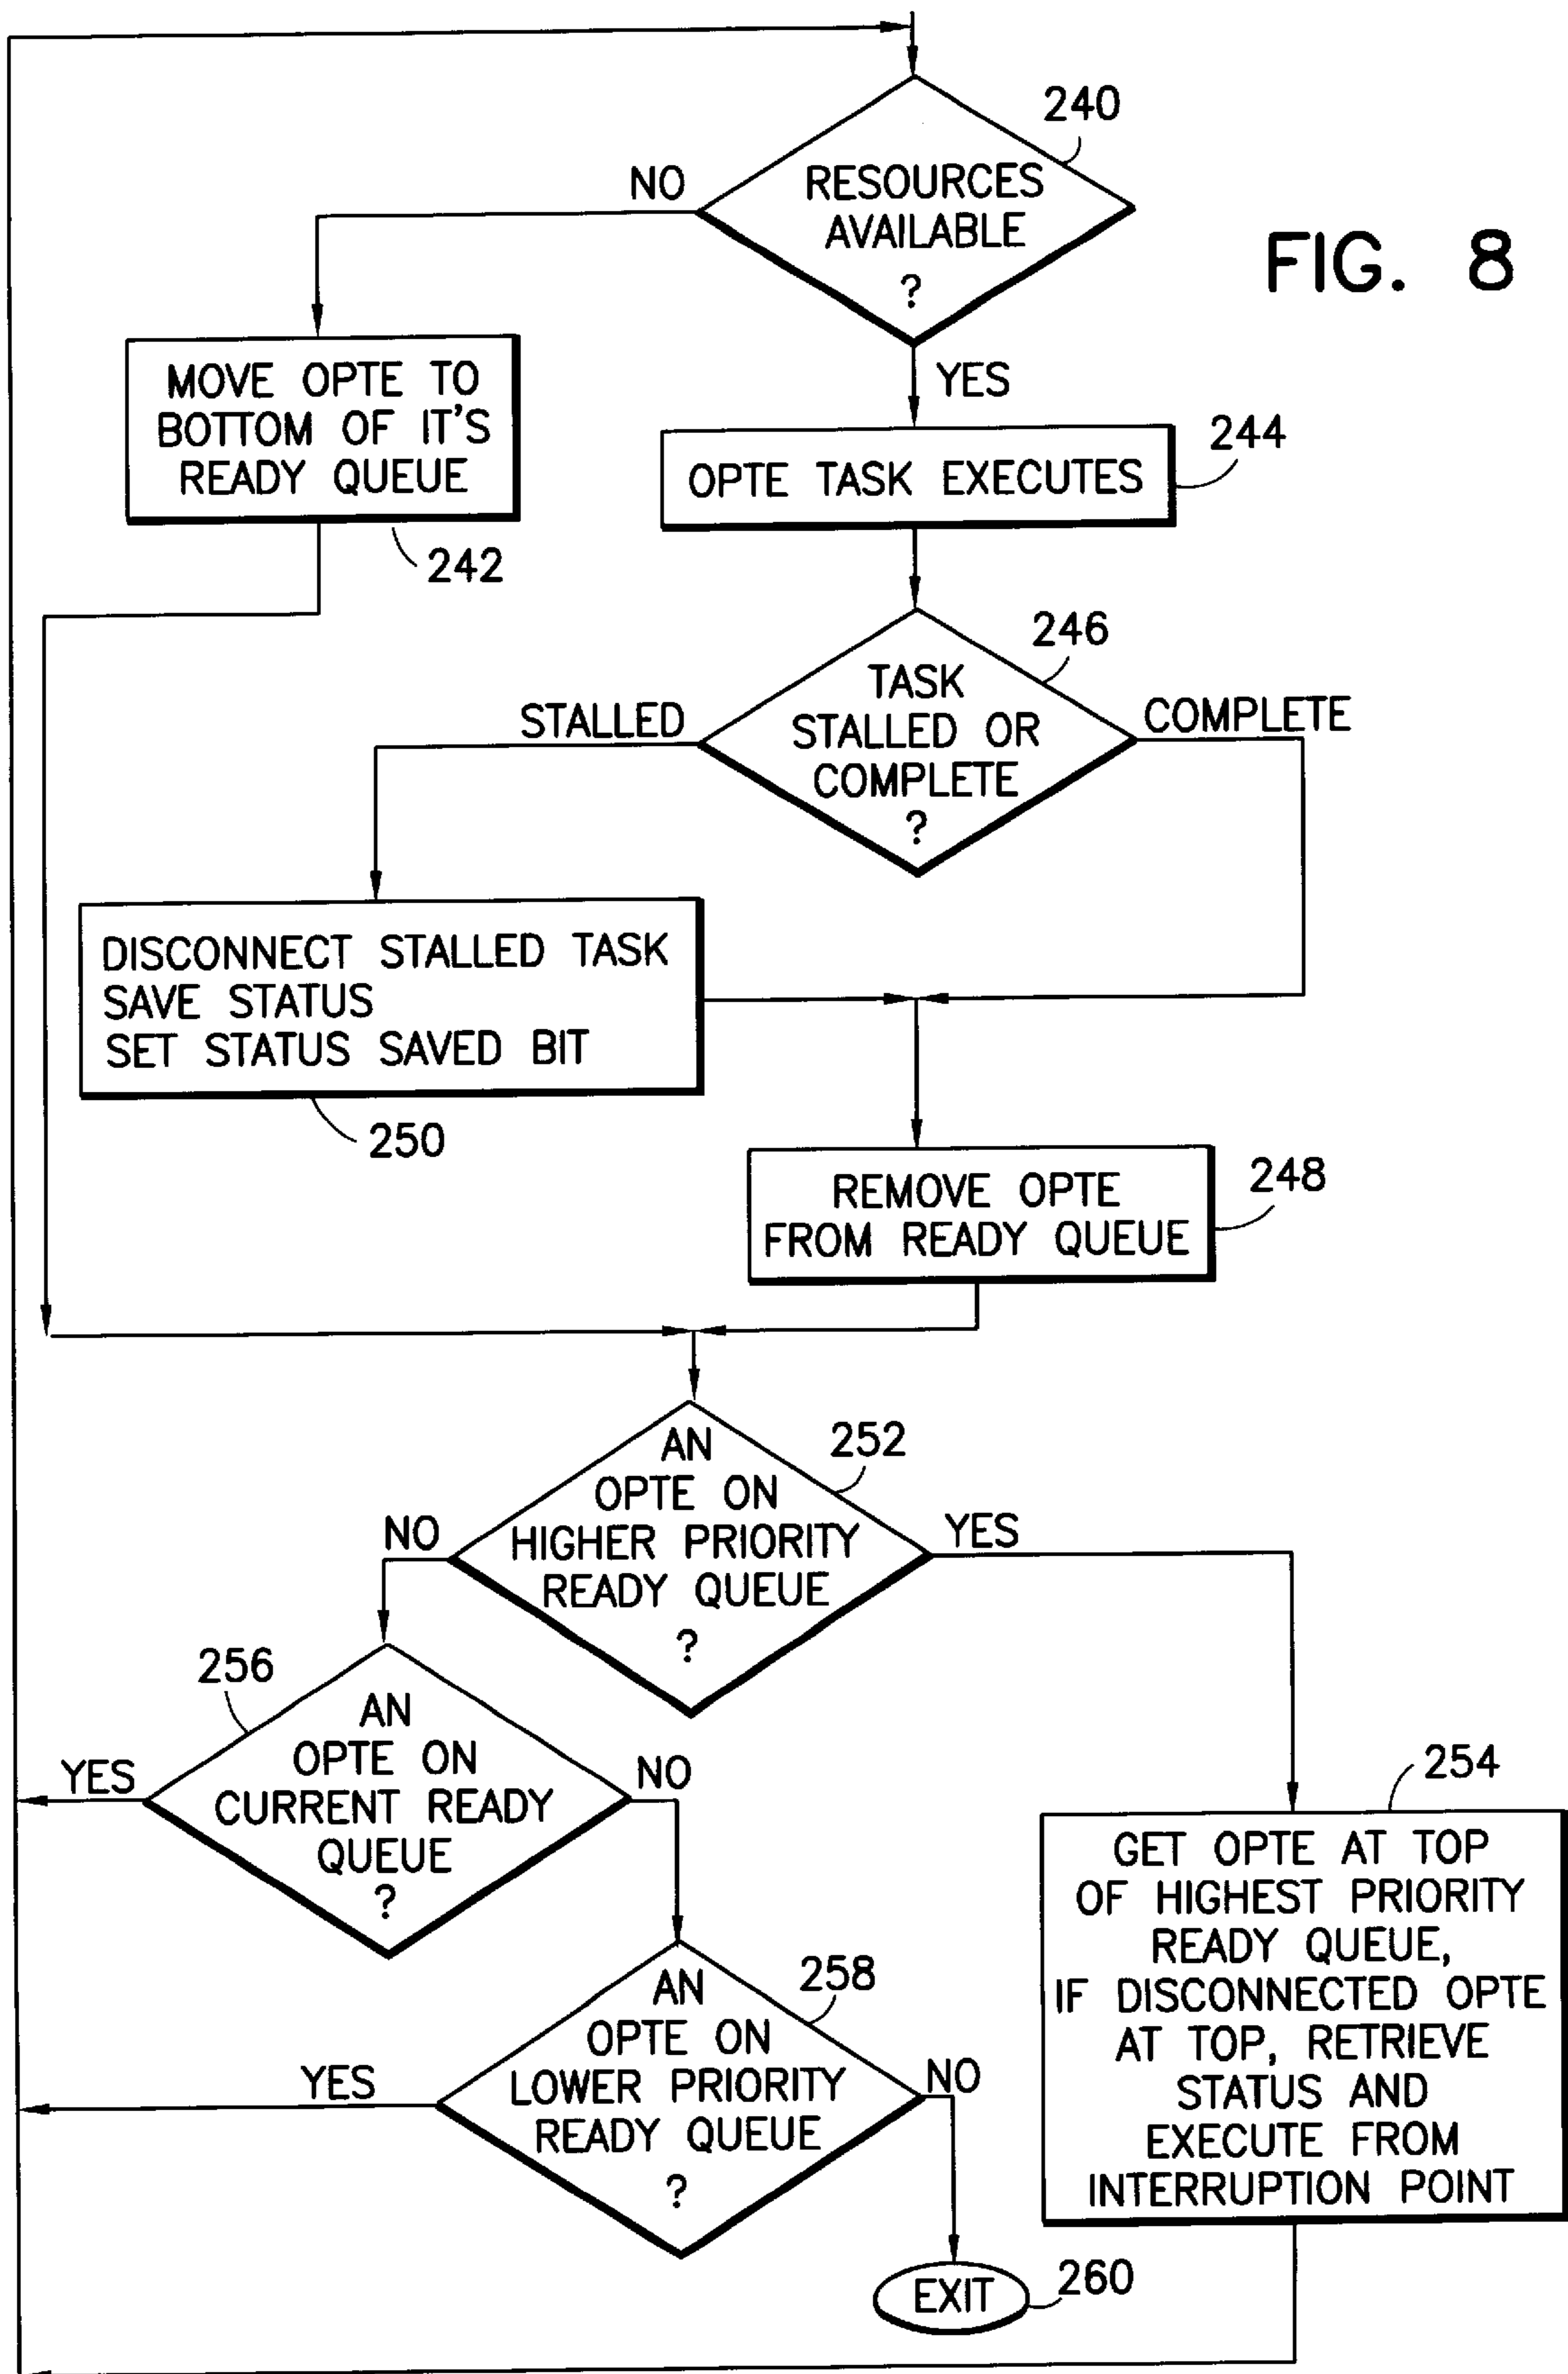 240
NO
RESOURCES
AVAILABLE
?
FIG. 8
MOVE OPTE TO
BOTTOM OF IT'S
READY QUEUE
242
YES
OPTE TASK EXECUTES
244
246
STALLED
TASK
STALLED OR
COMPLETE
?
COMPLETE
DISCONNECT STALLED TASK
SAVE STATUS
SET STATUS SAVED BIT
250
REMOVE OPTE
FROM READY QUEUE
248
252
NO
AN
OPTE ON
HIGHER PRIORITY
READY QUEUE
?
YES
256
YES
AN
OPTE ON
CURRENT READY
QUEUE
?
NO
254
GET OPTE AT TOP
OF HIGHEST PRIORITY
READY QUEUE,
IF DISCONNECTED OPTE
AT TOP, RETRIEVE
STATUS AND
EXECUTE FROM
INTERRUPTION POINT
258
YES
AN
OPTE ON
LOWER PRIORITY
READY QUEUE
?
NO
EXIT
260